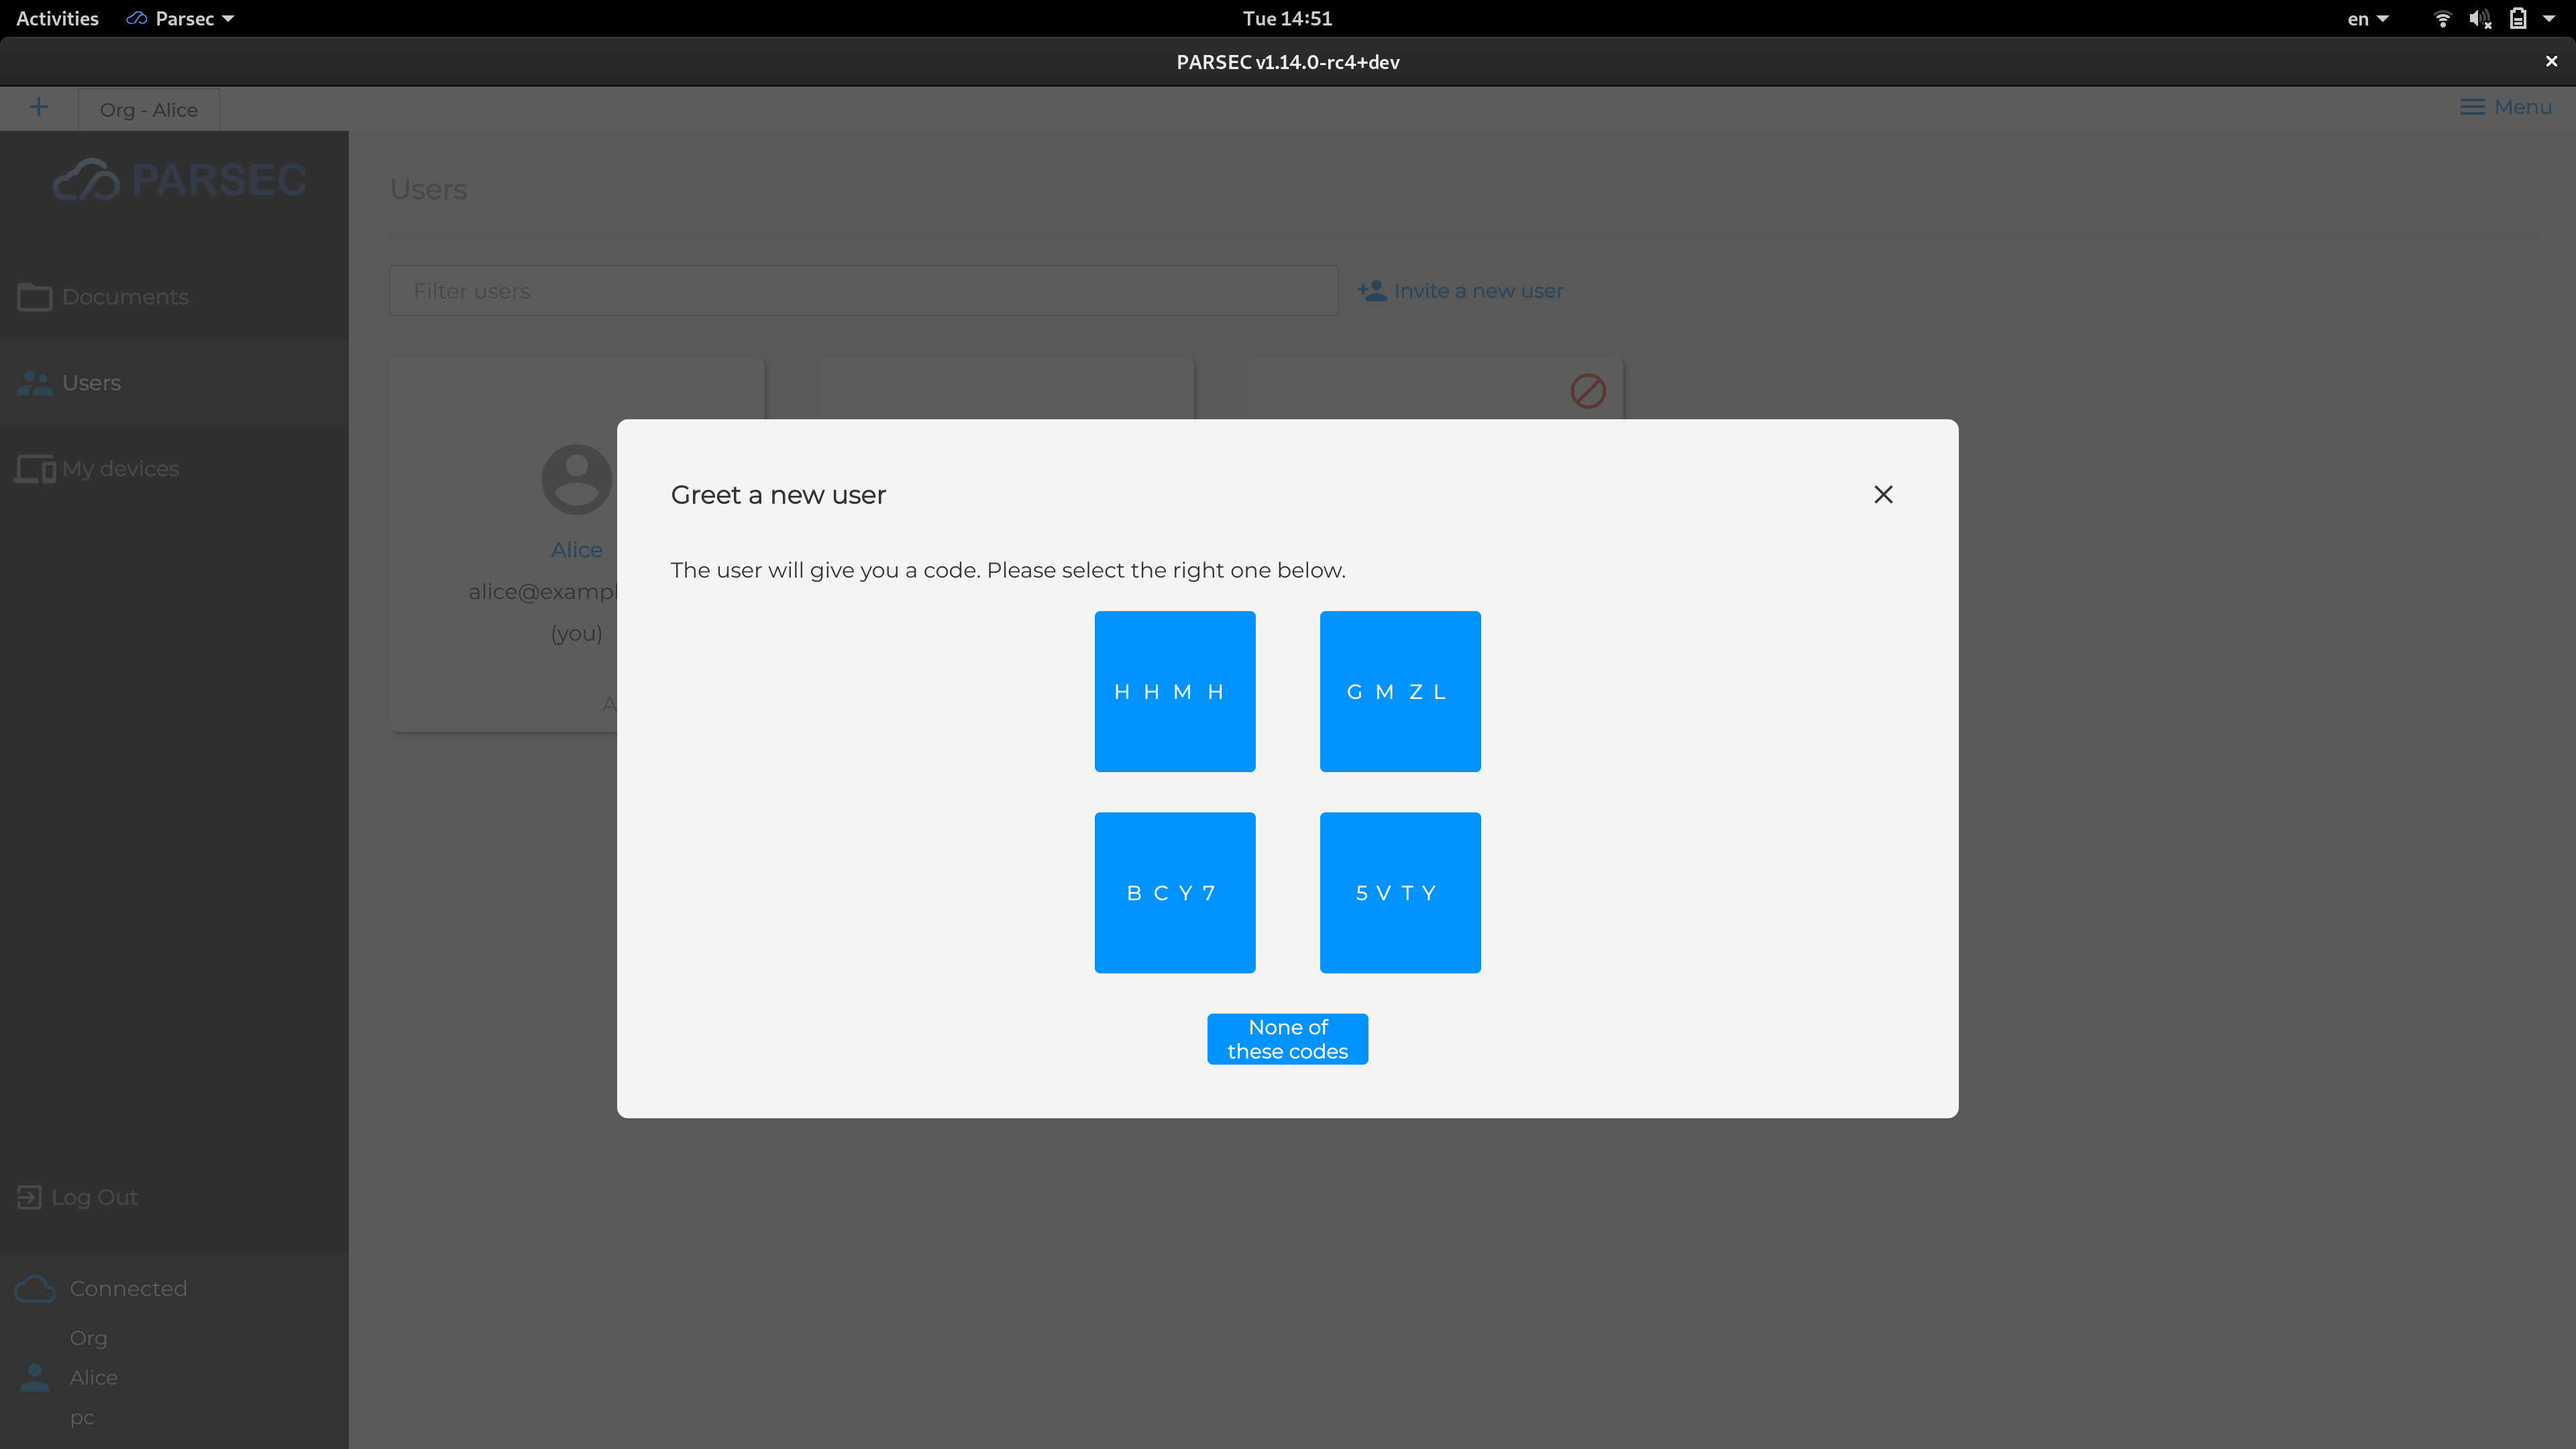 Activities Parsec Tue 14:51 en
PARSEC v1.14.0-rc4+dev
Org - Alice Menu
PARSEC
Documents
Users
My devices
Log Out
Connected
Org
Alice
pc
Users
Filter users Invite a new user
Alice
alice@exampl
(you)
A
Greet a new user
The user will give you a code. Please select the right one below.
H H M H G M Z L
B C Y 7 5 V T Y
None of
these codes